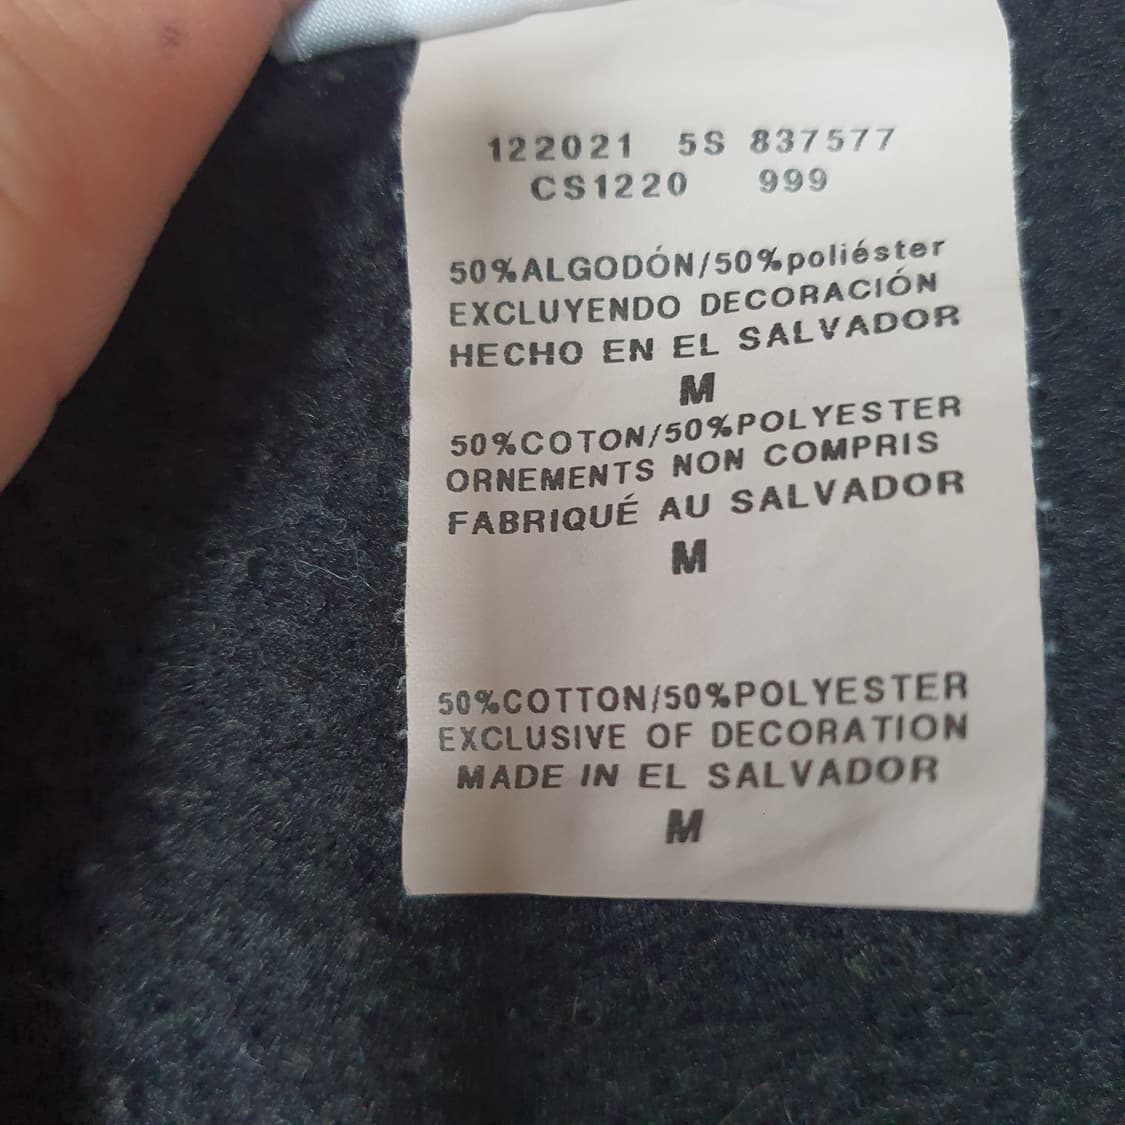 122021 5S 837577
CS1220 999
50%ALGODÓN/50%poliéster
EXCLUYENDO DECORACIÓN
HECHO EN EL SALVADOR
M
50%COTON/50%POLYESTER
ORNEMENTS NON COMPRIS
FABRIQUÉ AU SALVADOR
M
50%COTTON/50%POLYESTER
EXCLUSIVE OF DECORATION
MADE IN EL SALVADOR
M